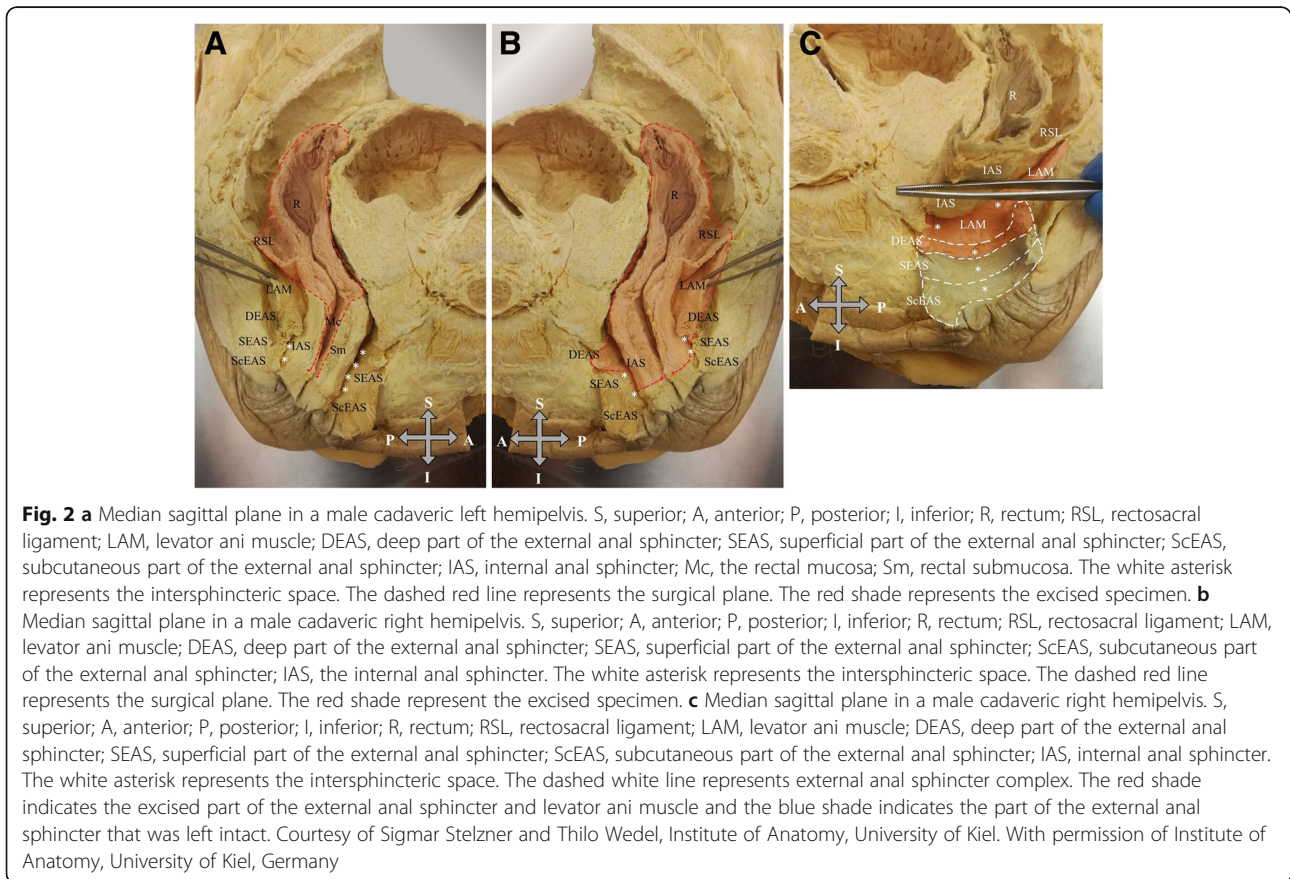 A
R
RSL
LAM
DEAS
Mc
SEAS
IAS
Sm
ScEAS
SEAS
ScEAS
S
P A
I
B
R
RSL
LAM
DEAS
DEAS
SEAS
IAS
ScEAS
SEAS
ScEAS
S
A P
I
C
R
RSL
IAS
LAM
IAS
LAM
DEAS
SEAS
ScEAS
S
A P
I
Fig. 2 a Median sagittal plane in a male cadaveric left hemipelvis. S, superior; A, anterior; P, posterior; I, inferior; R, rectum; RSL, rectosacral
ligament; LAM, levator ani muscle; DEAS, deep part of the external anal sphincter; SEAS, superficial part of the external anal sphincter; ScEAS,
subcutaneous part of the external anal sphincter; IAS, internal anal sphincter; Mc, the rectal mucosa; Sm, rectal submucosa. The white asterisk
represents the intersphincteric space. The dashed red line represents the surgical plane. The red shade represents the excised specimen. b
Median sagittal plane in a male cadaveric right hemipelvis. S, superior; A, anterior; P, posterior; I, inferior; R, rectum; RSL, rectosacral ligament; LAM,
levator ani muscle; DEAS, deep part of the external anal sphincter; SEAS, superficial part of the external anal sphincter; ScEAS, subcutaneous part
of the external anal sphincter; IAS, the internal anal sphincter. The white asterisk represents the intersphincteric space. The dashed red line
represents the surgical plane. The red shade represent the excised specimen. c Median sagittal plane in a male cadaveric right hemipelvis. S,
superior; A, anterior; P, posterior; I, inferior; R, rectum; RSL, rectosacral ligament; LAM, levator ani muscle; DEAS, deep part of the external anal
sphincter; SEAS, superficial part of the external anal sphincter; ScEAS, subcutaneous part of the external anal sphincter; IAS, internal anal sphincter.
The white asterisk represents the intersphincteric space. The dashed white line represents external anal sphincter complex. The red shade
indicates the excised part of the external anal sphincter and levator ani muscle and the blue shade indicates the part of the external anal
sphincter that was left intact. Courtesy of Sigmar Stelzner and Thilo Wedel, Institute of Anatomy, University of Kiel. With permission of Institute of
Anatomy, University of Kiel, Germany